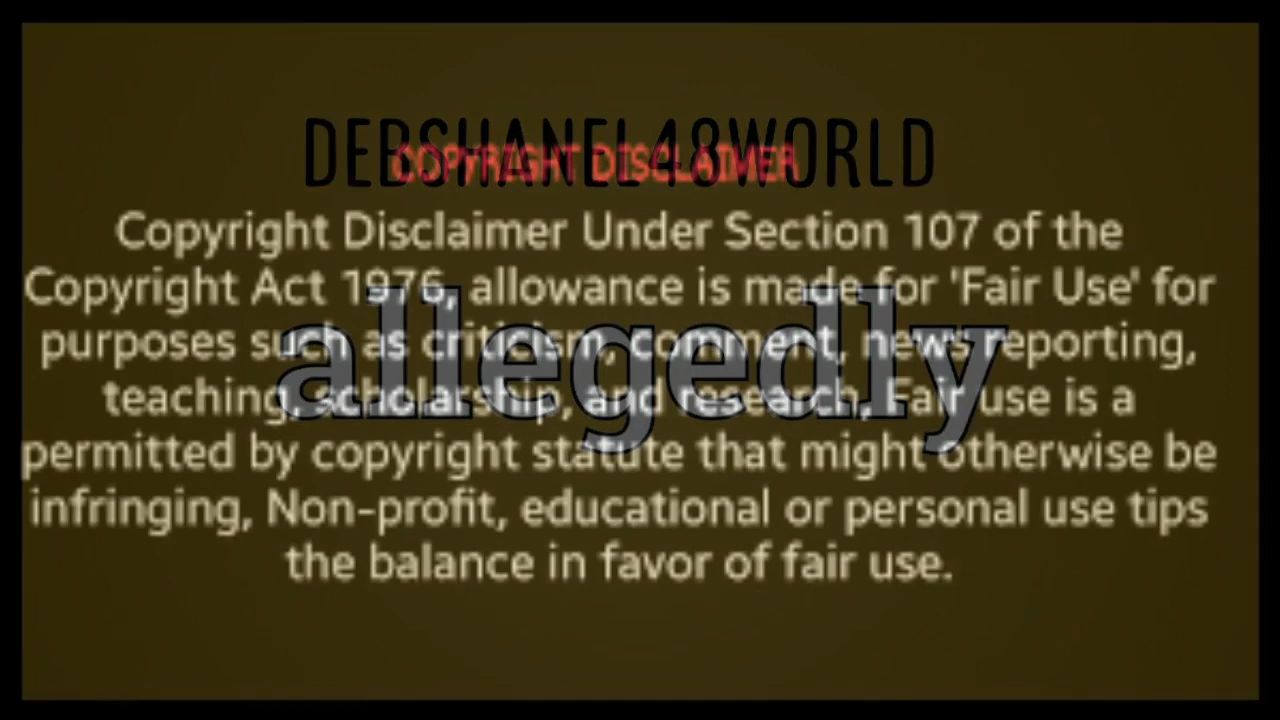 DEBSHANEL48WORLD
COPYRIGHT DISCLAIMER
Copyright Disclaimer Under Section 107 of the
Copyright Act 1976, allowance is made for 'Fair Use' for
purposes such as criticism, comment, news reporting,
allegedly
teaching, scholarship, and research, Fair use is a
permitted by copyright statute that might otherwise be
infringing, Non-profit, educational or personal use tips
the balance in favor of fair use.